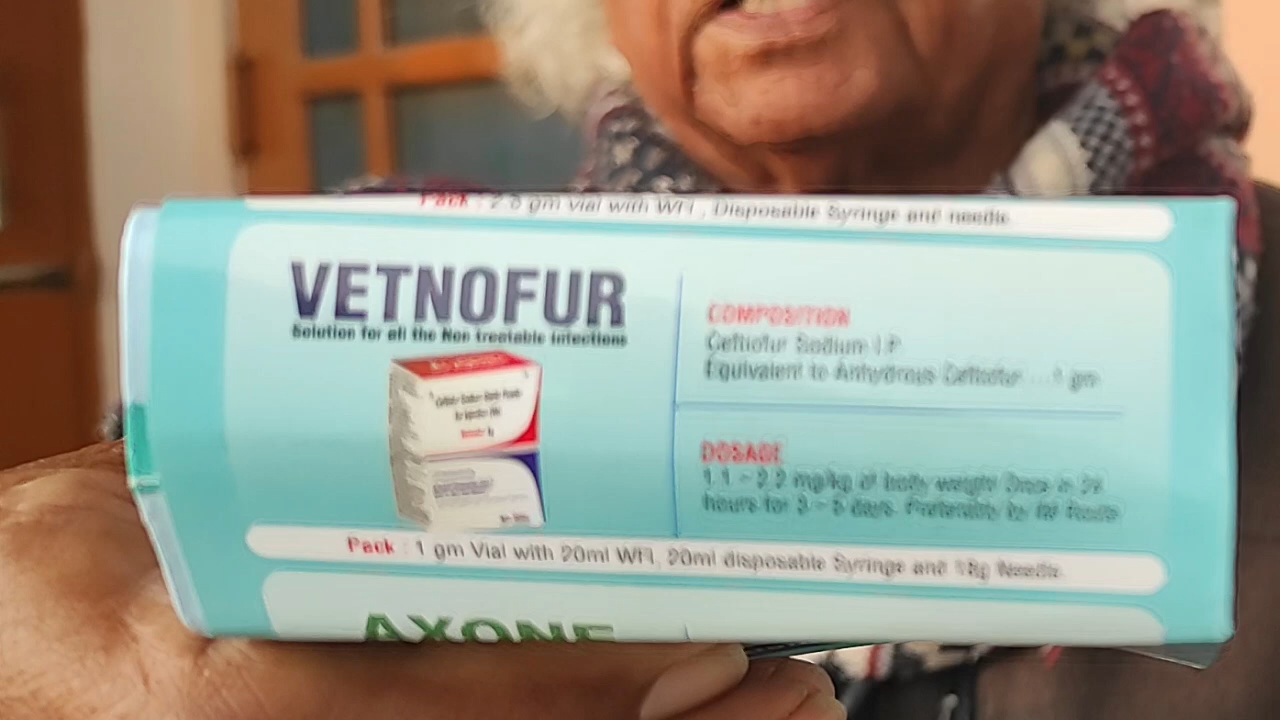 Pack : 2.5 gm vial with WFI , Disposable Syringe and needle.
VETNOFUR
Solution for all the Non treatable infections
COMPOSITION
Ceftiofur Sodium I.P
Equivalent to Anhydrous Ceftiofur ...1 gm
DOSAGE
1.1 - 2.2 mg/kg of body weight Once in 24
hours for 3 - 5 days. Preferably by IM Route
Pack : 1 gm Vial with 20ml WFI, 20ml disposable Syringe and 18g Needle.
AXONE